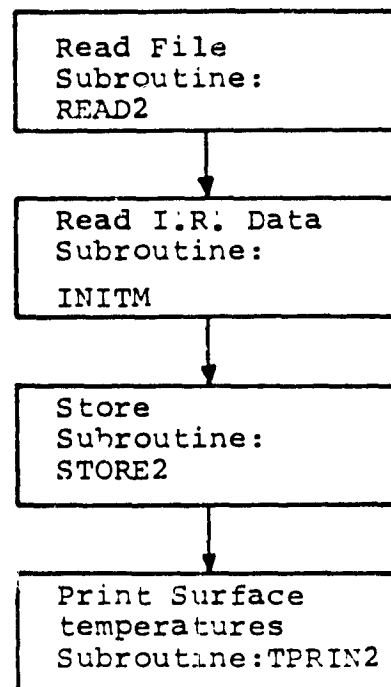 Read File
Subroutine:
READ2
Read I.R. Data
Subroutine:
INITM
Store
Subroutine:
STORE2
Print Surface
temperatures
Subroutine:TPRIN2